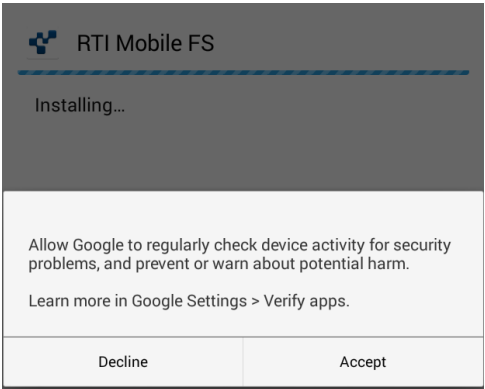 RTI Mobile FS
Installing...
Allow Google to regularly check device activity for security
problems, and prevent or warn about potential harm.
Learn more in Google Settings > Verify apps.
Decline
Accept